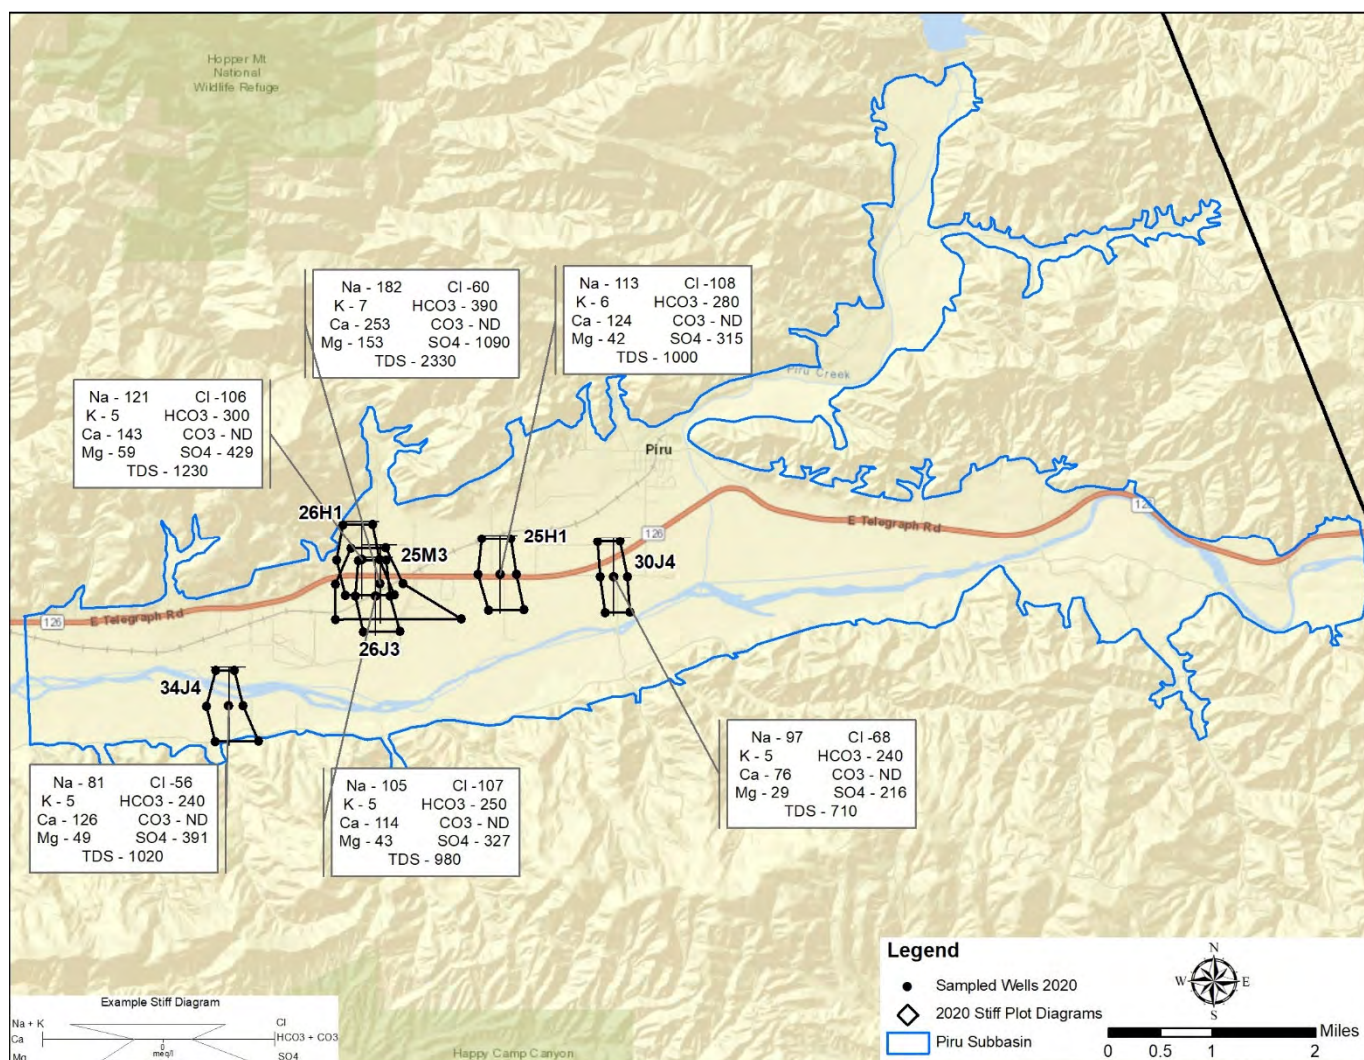 Hopper Mt
National
Wildlife Refuge
Na - 182 Cl -60
K - 7 HCO3 - 390
Ca - 253 CO3 - ND
Mg - 153 SO4 - 1090
TDS - 2330
Na - 113 Cl -108
K - 6 HCO3 - 280
Ca - 124 CO3 - ND
Mg - 42 SO4 - 315
TDS - 1000
Na - 121 Cl -106
K - 5 HCO3 - 300
Ca - 143 CO3 - ND
Mg - 59 SO4 - 429
TDS - 1230
Piru Creek
Piru
26H1
25M3
25H1
30J4
126
E Telegraph Rd
126
126
E Telegraph Rd
26J3
34J4
Na - 97 Cl -68
K - 5 HCO3 - 240
Ca - 76 CO3 - ND
Mg - 29 SO4 - 216
TDS - 710
Na - 81 Cl -56
K - 5 HCO3 - 240
Ca - 126 CO3 - ND
Mg - 49 SO4 - 391
TDS - 1020
Na - 105 Cl -107
K - 5 HCO3 - 250
Ca - 114 CO3 - ND
Mg - 43 SO4 - 327
TDS - 980
Example Stiff Diagram
Na + K Cl
Ca HCO3 + CO3
0
meq/l
Mg SO4
Happy Camp Canyon
Legend
Sampled Wells 2020
2020 Stiff Plot Diagrams
Piru Subbasin
N
W E
S
Miles
0 0.5 1 2